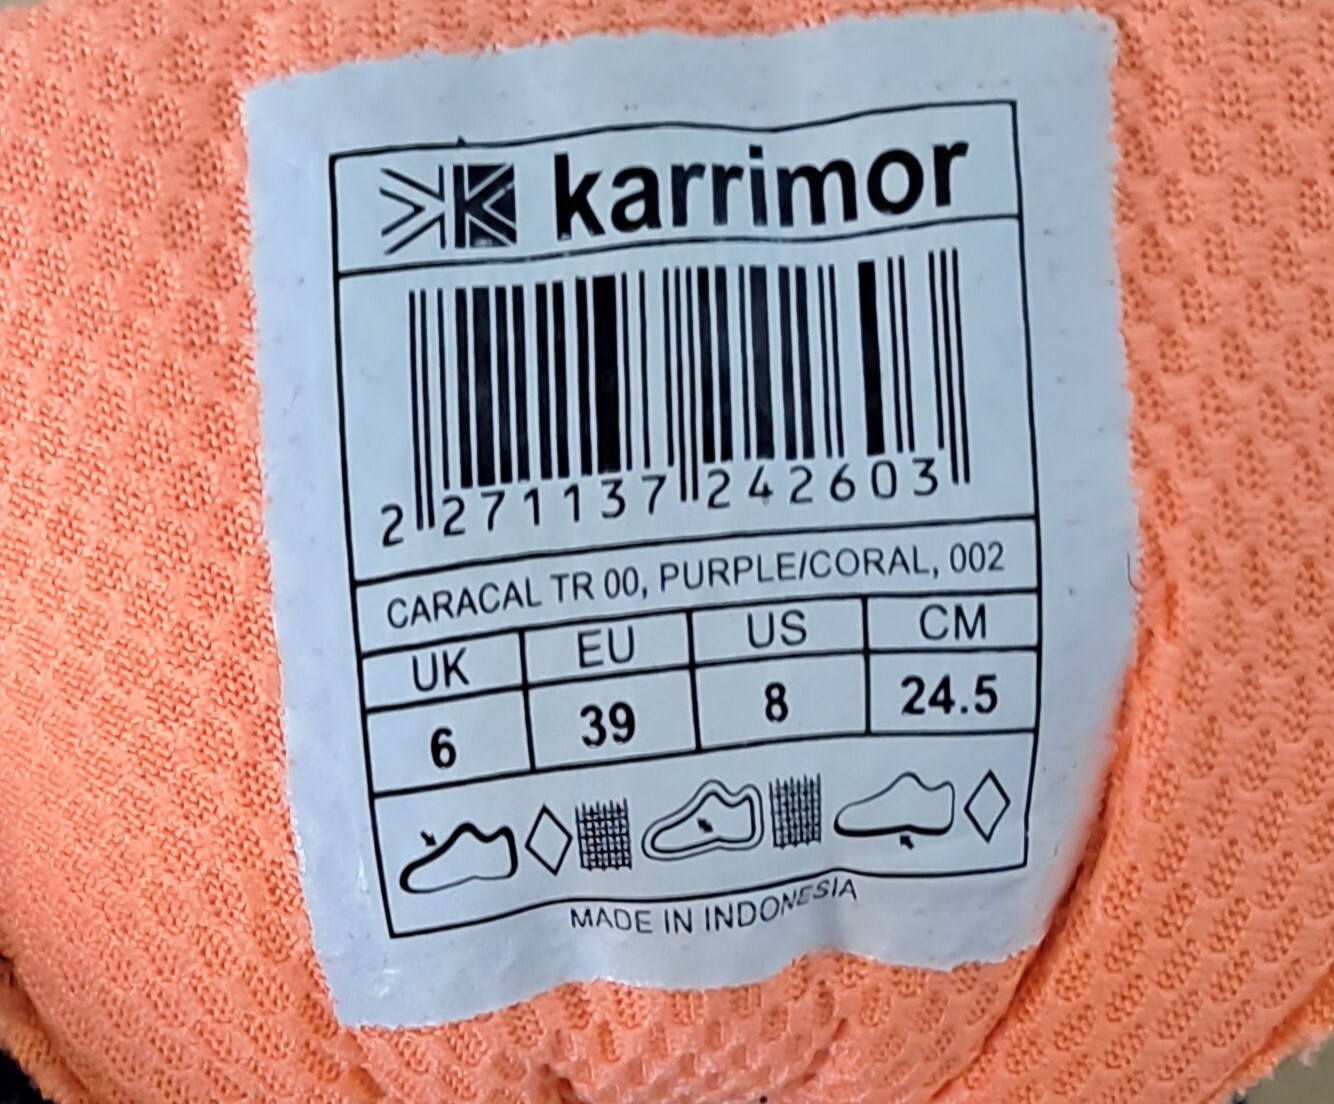 karrimor
2 271137 242603
CARACAL TR 00, PURPLE/CORAL, 002
UK EU US CM
6 39 8 24.5
MADE IN INDONESIA